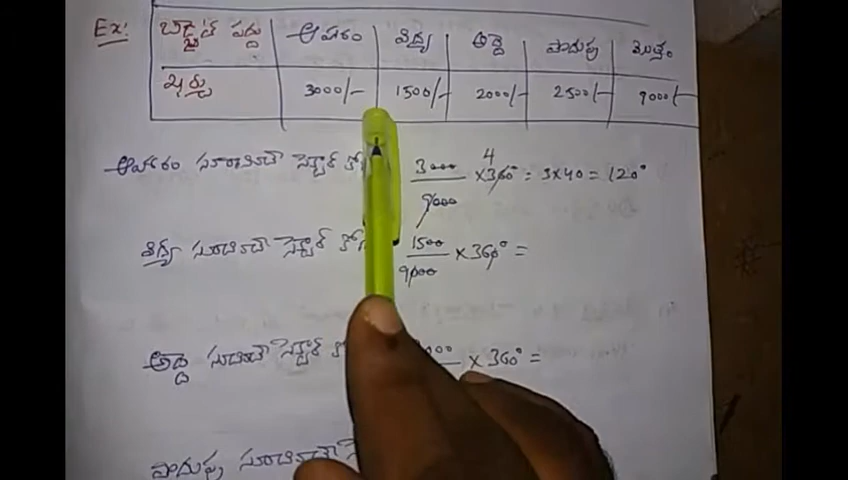 Ex: బడ్జెట్ పద్దు ఆహారం విద్య అద్దె పొదుపు మొత్తం
ఖర్చు 3000/- 1500/- 2000/- 2500/- 9000/-
ఆహారం సూచించే సెక్టార్ 3000/9000 × 360° = 3×40 = 120°
4
విద్య సూచించే సెక్టార్ 1500/9000 × 360° =
అద్దె సూచించే సెక్టార్ × 360° =
పొదుపు సూచించే